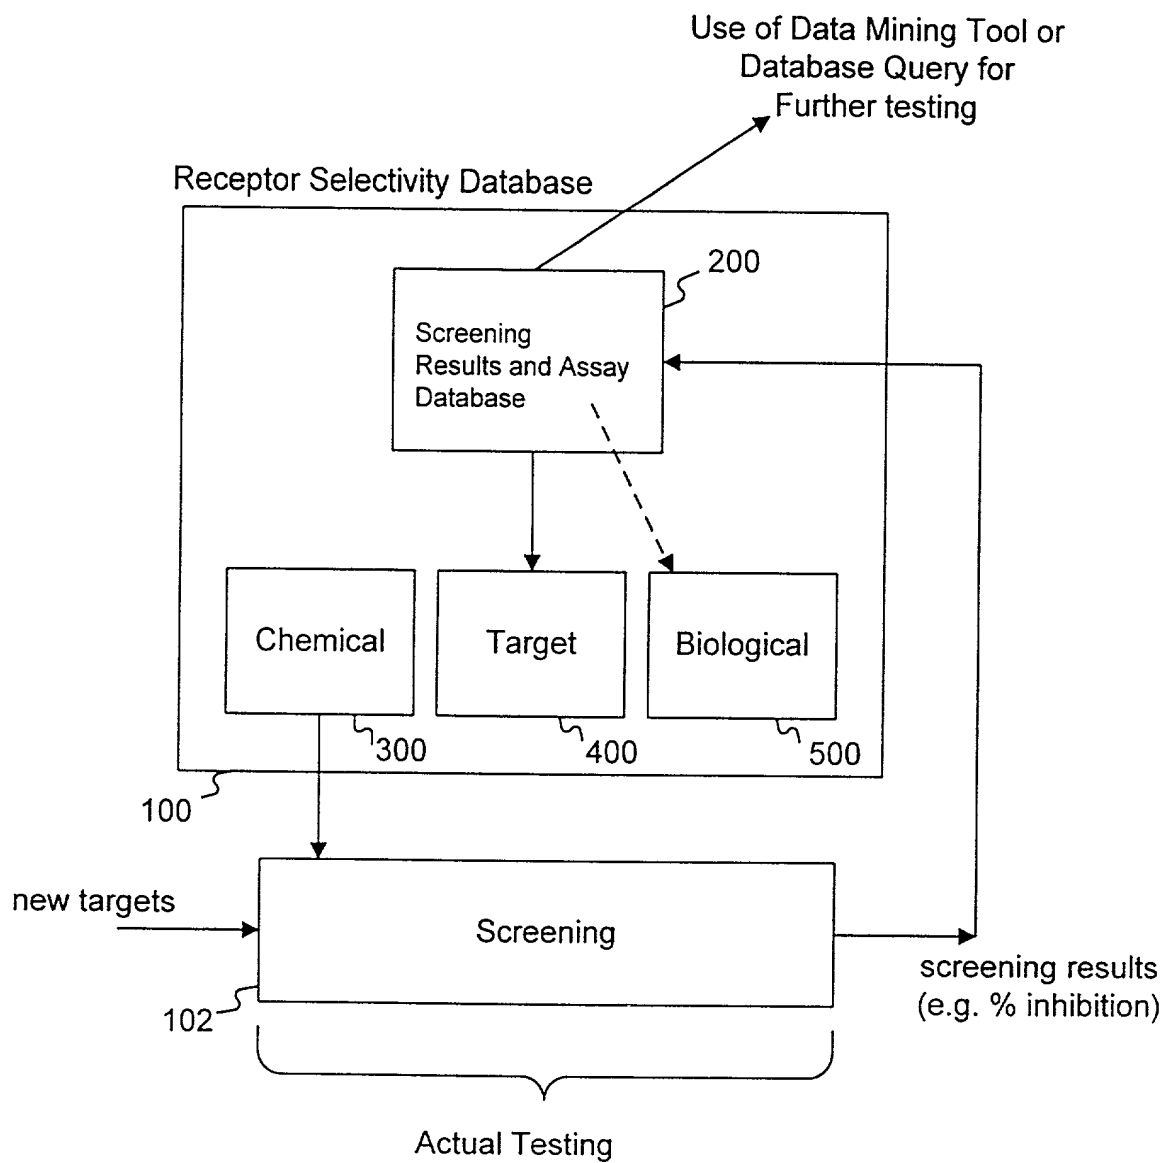 Use of Data Mining Tool or
Database Query for
Further testing
Receptor Selectivity Database
200
Screening
Results and Assay
Database
Chemical
Target
Biological
300
400
500
100
new targets
Screening
102
screening results
(e.g. % inhibition)
Actual Testing